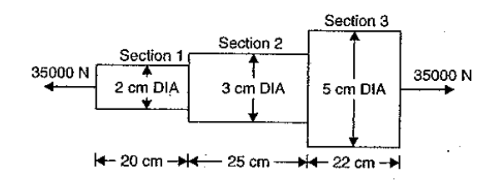 Section 3
Section 2
Section 1
35000 N
35000 N
2 cm DIA
3 cm DIA
5 cm DIA
20 cm
25 cm
22 cm